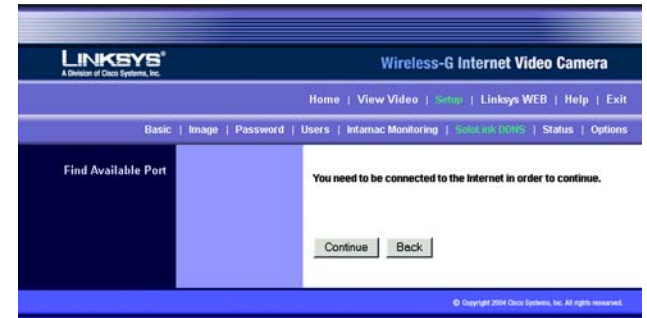 LINKSYS®
A Division of Cisco Systems, Inc.
Wireless-G Internet Video Camera
Home | View Video | Setup | Linksys WEB | Help | Exit
Basic | Image | Password | Users | Intamac Monitoring | SoloLink DDNS | Status | Options
Find Available Port
You need to be connected to the Internet in order to continue.
Continue Back
© Copyright 2004 Cisco Systems, Inc. All rights reserved.